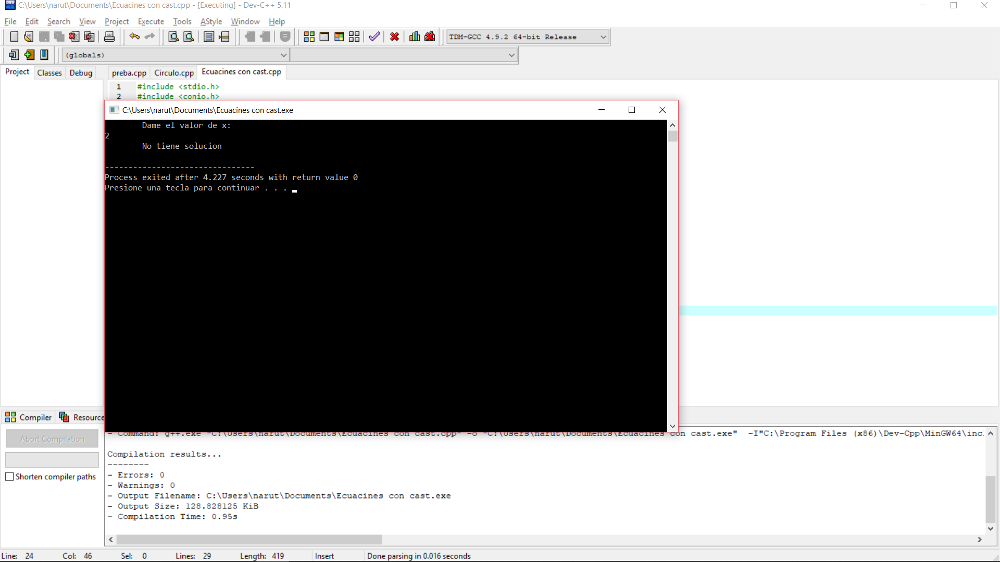 C:\Users\narut\Documents\Ecuacines con cast.cpp - [Executing] - Dev-C++ 5.11
File Edit Search View Project Execute Tools AStyle Window Help
TDM-GCC 4.9.2 64-bit Release
(globals)
Project Classes Debug preba.cpp Circulo.cpp Ecuacines con cast.cpp
1 #include <stdio.h>
2 #include <conio.h>
C:\Users\narut\Documents\Ecuacines con cast.exe
Dame el valor de x:
2
No tiene solucion
--------------------------------
Process exited after 4.227 seconds with return value 0
Presione una tecla para continuar . . .
Compiler Resource
Abort Compilation
Shorten compiler paths
- Command: g++.exe "C:\Users\narut\Documents\Ecuacines con cast.cpp" -o "C:\Users\narut\Documents\Ecuacines con cast.exe" -I"C:\Program Files (x86)\Dev-Cpp\MinGW64\inc
Compilation results...
--------
- Errors: 0
- Warnings: 0
- Output Filename: C:\Users\narut\Documents\Ecuacines con cast.exe
- Output Size: 128.828125 KiB
- Compilation Time: 0.95s
Line: 24 Col: 46 Sel: 0 Lines: 29 Length: 419 Insert Done parsing in 0.016 seconds